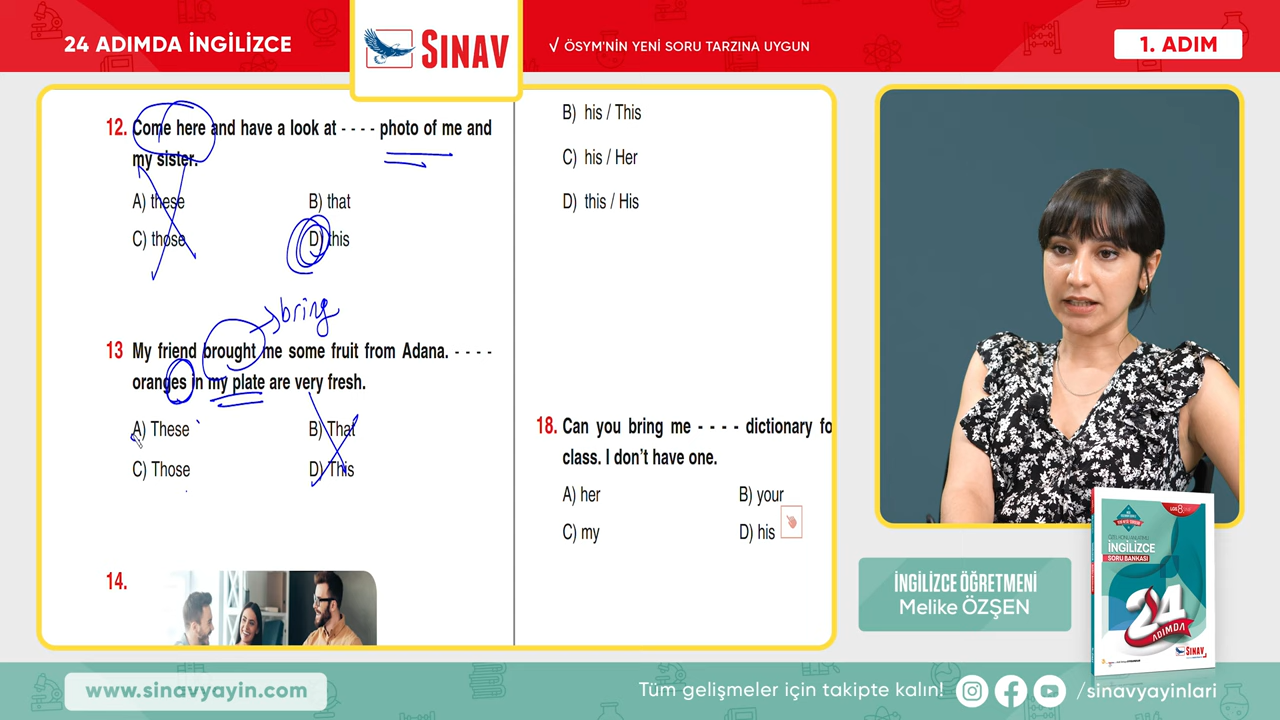 24 ADIMDA İNGİLİZCE
SINAV
√ ÖSYM'NİN YENİ SORU TARZINA UYGUN
1. ADIM
12. Come here and have a look at - - - - photo of me and
my sister.
A) these
B) that
C) those
D) this
bring
13 My friend brought me some fruit from Adana. - - - -
oranges in my plate are very fresh.
A) These
B) That
C) Those
D) This
14.
B) his / This
C) his / Her
D) this / His
18. Can you bring me - - - - dictionary fo
class. I don't have one.
A) her
B) your
C) my
D) his
İNGİLİZCE ÖĞRETMENİ
Melike ÖZŞEN
İNGİLİZCE
SORU BANKASI
24
ADIMDA
SINAV
www.sinavyayin.com
Tüm gelişmeler için takipte kalın!
/sinavyayinlari